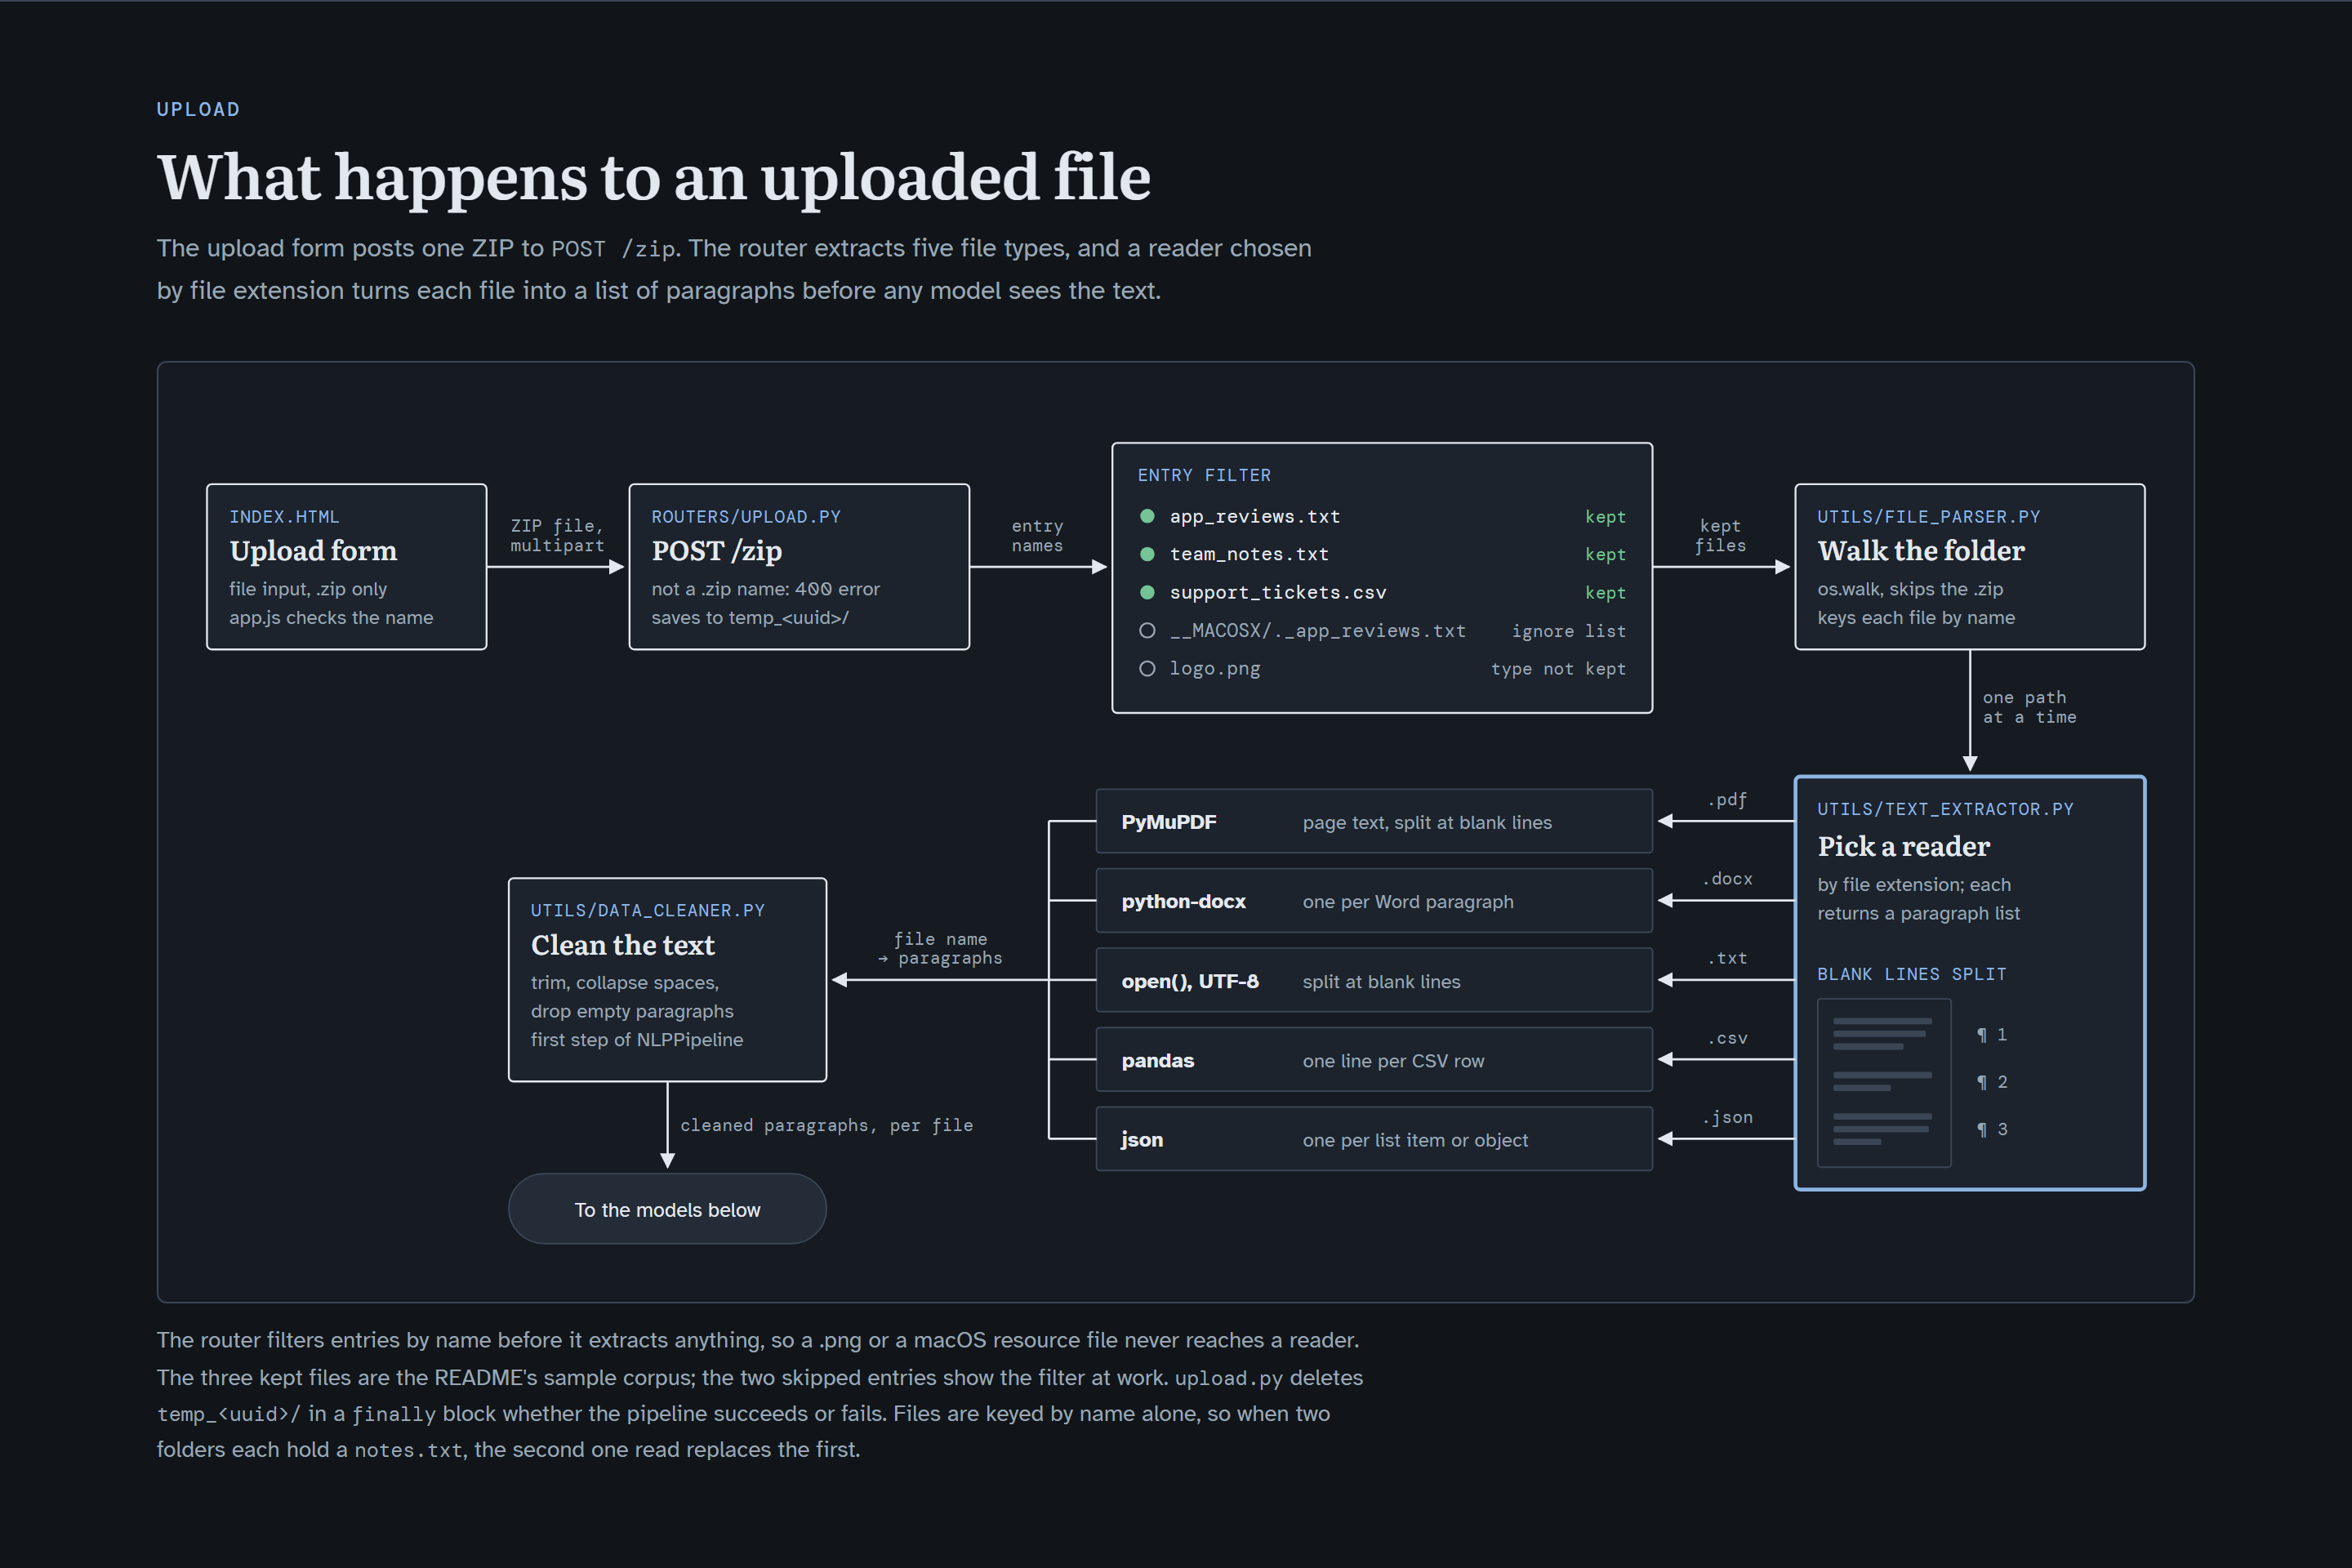 UPLOAD
What happens to an uploaded file
The upload form posts one ZIP to POST /zip. The router extracts five file types, and a reader chosen
by file extension turns each file into a list of paragraphs before any model sees the text.
INDEX.HTML
Upload form
file input, .zip only
app.js checks the name
ZIP file,
multipart
ROUTERS/UPLOAD.PY
POST /zip
not a .zip name: 400 error
saves to temp_<uuid>/
entry
names
ENTRY FILTER
app_reviews.txt kept
team_notes.txt kept
support_tickets.csv kept
__MACOSX/._app_reviews.txt ignore list
logo.png type not kept
kept
files
UTILS/FILE_PARSER.PY
Walk the folder
os.walk, skips the .zip
keys each file by name
one path
at a time
UTILS/TEXT_EXTRACTOR.PY
Pick a reader
by file extension; each
returns a paragraph list
BLANK LINES SPLIT
¶ 1
¶ 2
¶ 3
.pdf
.docx
.txt
.csv
.json
PyMuPDF page text, split at blank lines
python-docx one per Word paragraph
open(), UTF-8 split at blank lines
pandas one line per CSV row
json one per list item or object
file name
→ paragraphs
UTILS/DATA_CLEANER.PY
Clean the text
trim, collapse spaces,
drop empty paragraphs
first step of NLPPipeline
cleaned paragraphs, per file
To the models below
The router filters entries by name before it extracts anything, so a .png or a macOS resource file never reaches a reader.
The three kept files are the README's sample corpus; the two skipped entries show the filter at work. upload.py deletes
temp_<uuid>/ in a finally block whether the pipeline succeeds or fails. Files are keyed by name alone, so when two
folders each hold a notes.txt, the second one read replaces the first.